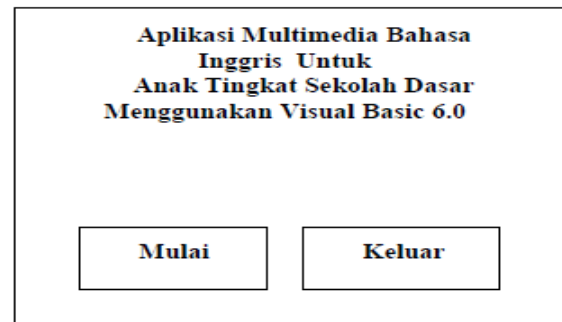 Aplikasi Multimedia Bahasa
Inggris Untuk
Anak Tingkat Sekolah Dasar
Menggunakan Visual Basic 6.0
Mulai
Keluar